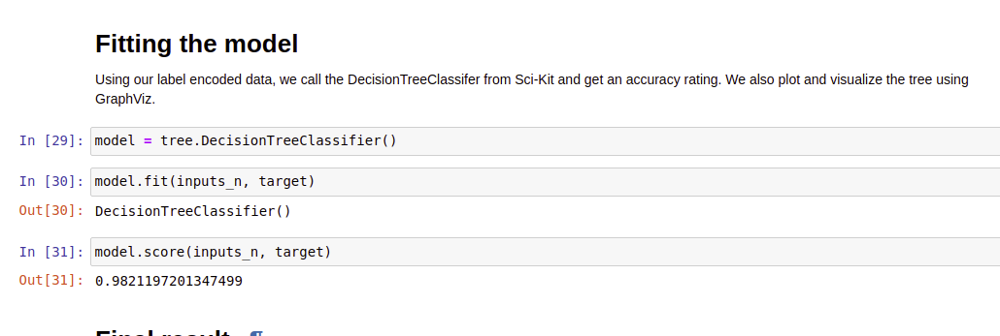 Fitting the model
Using our label encoded data, we call the DecisionTreeClassifer from Sci-Kit and get an accuracy rating. We also plot and visualize the tree using
GraphViz.
In [29]: model = tree.DecisionTreeClassifier()
In [30]: model.fit(inputs_n, target)
Out[30]: DecisionTreeClassifier()
In [31]: model.score(inputs_n, target)
Out[31]: 0.9821197201347499
Final result ¶